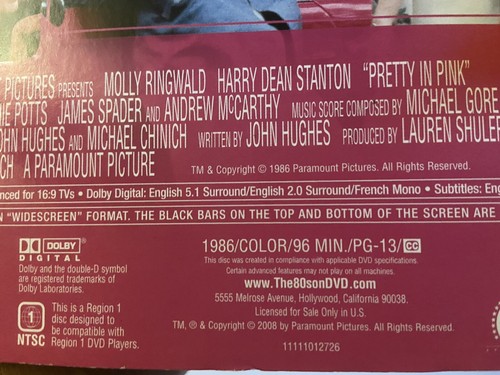 PICTURES PRESENTS MOLLY RINGWALD HARRY DEAN STANTON "PRETTY IN PINK"
POTTS JAMES SPADER AND ANDREW McCARTHY MUSIC SCORE COMPOSED BY MICHAEL GORE
HUGHES AND MICHAEL CHINICH WRITTEN BY JOHN HUGHES PRODUCED BY LAUREN SHULER
A PARAMOUNT PICTURE TM & Copyright © 1986 Paramount Pictures. All Rights Reserved.
for 16:9 TVs • Dolby Digital: English 5.1 Surround/English 2.0 Surround/French Mono • Subtitles:
"WIDESCREEN" FORMAT. THE BLACK BARS ON THE TOP AND BOTTOM OF THE SCREEN ARE
DOLBY®
DIGITAL
Dolby and the double-D symbol
are registered trademarks of
Dolby Laboratories.
1
NTSC
This is a Region 1
disc designed to
be compatible with
Region 1 DVD Players.
1986/COLOR/96 MIN./PG-13/CC
This disc was created in compliance with applicable DVD specifications.
Certain advanced features may not play on all machines.
www.The80sonDVD.com
5555 Melrose Avenue, Hollywood, California 90038.
Licensed for Sale Only in U.S.
TM, ® & Copyright © 2008 by Paramount Pictures. All Rights Reserved.
11111012726